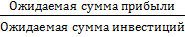 Ожидаемая сумма прибыли
Ожидаемая сумма инвестиций